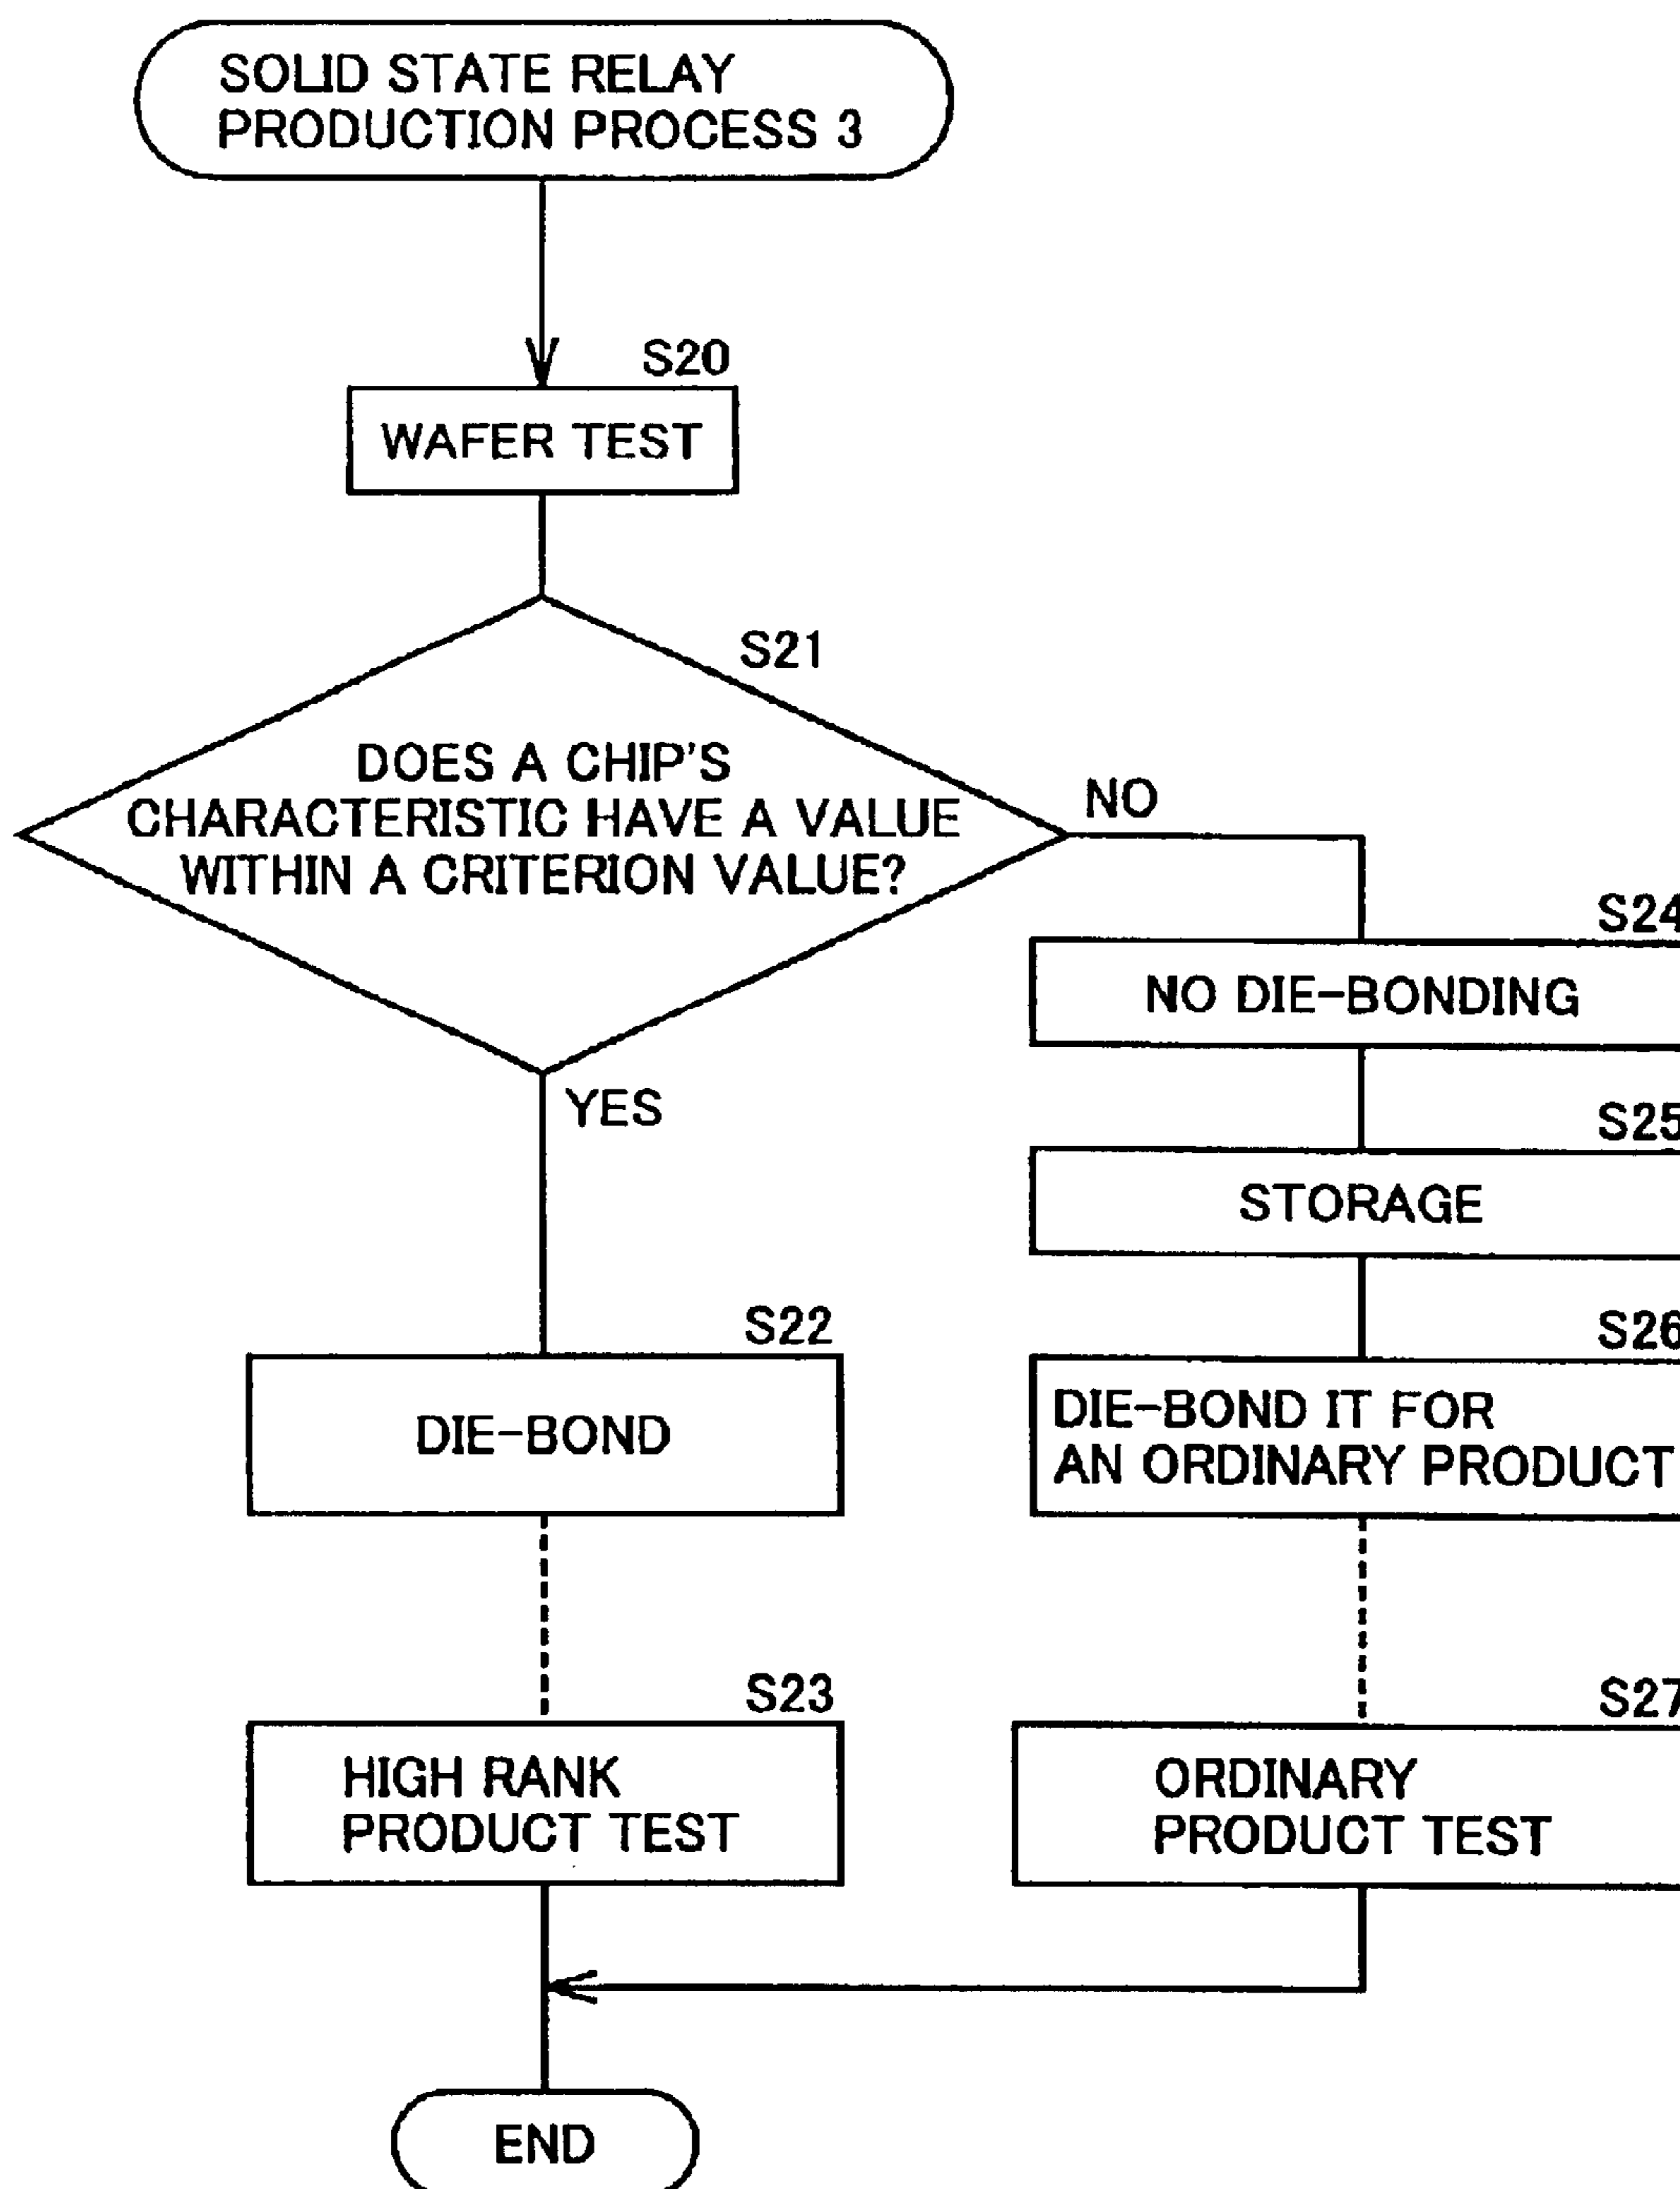 SOLID STATE RELAY
PRODUCTION PROCESS 3
S20
WAFER TEST
S21
DOES A CHIP'S
CHARACTERISTIC HAVE A VALUE
WITHIN A CRITERION VALUE?
NO
YES
S24
NO DIE-BONDING
S25
STORAGE
S22
DIE-BOND
S26
DIE-BOND IT FOR
AN ORDINARY PRODUCT
S23
HIGH RANK
PRODUCT TEST
S27
ORDINARY
PRODUCT TEST
END